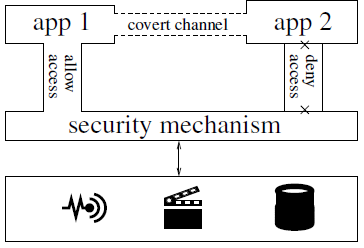 app 1
covert channel
app 2
allow
access
deny
access
security mechanism